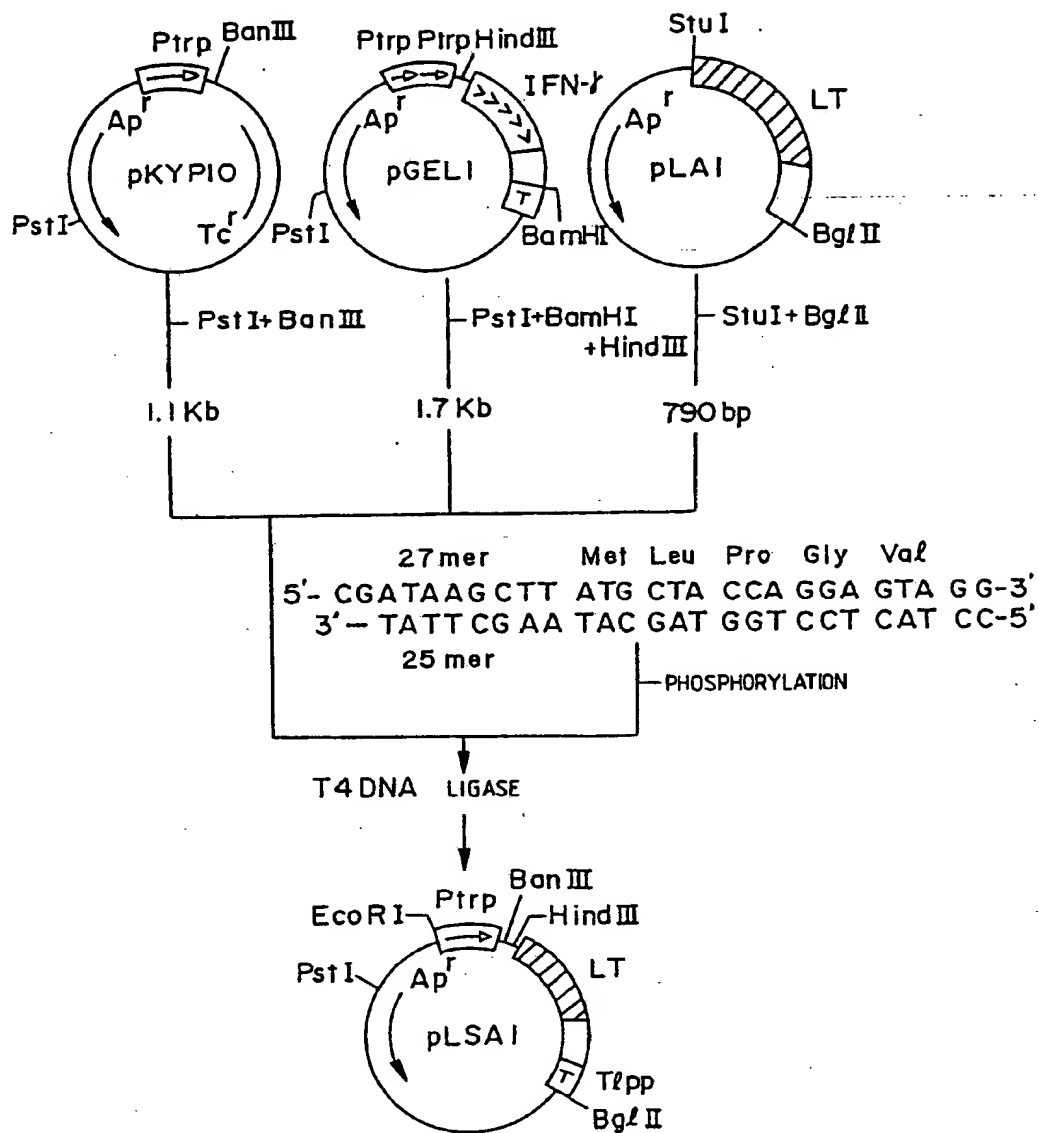 Ptrp BanIII
Ap^r
pKYP10
PstI
Tc^r
Ptrp Ptrp HindIII
IFN-γ
Ap^r
pGEL1
PstI
T
BamHI
StuI
LT
Ap^r
pLA1
BglII
PstI+BanIII
PstI+BamHI
+HindIII
StuI+BglII
1.1 Kb
1.7 Kb
790 bp
27 mer Met Leu Pro Gly Val
5'- CGATAAGCTT ATG CTA CCA GGA GTA GG-3'
3'- TATTCGAA TAC GAT GGT CCT CAT CC-5'
25 mer
PHOSPHORYLATION
T4 DNA LIGASE
Ptrp
BanIII
EcoRI
HindIII
PstI
Ap^r
LT
pLSA1
T
Tlpp
BglII